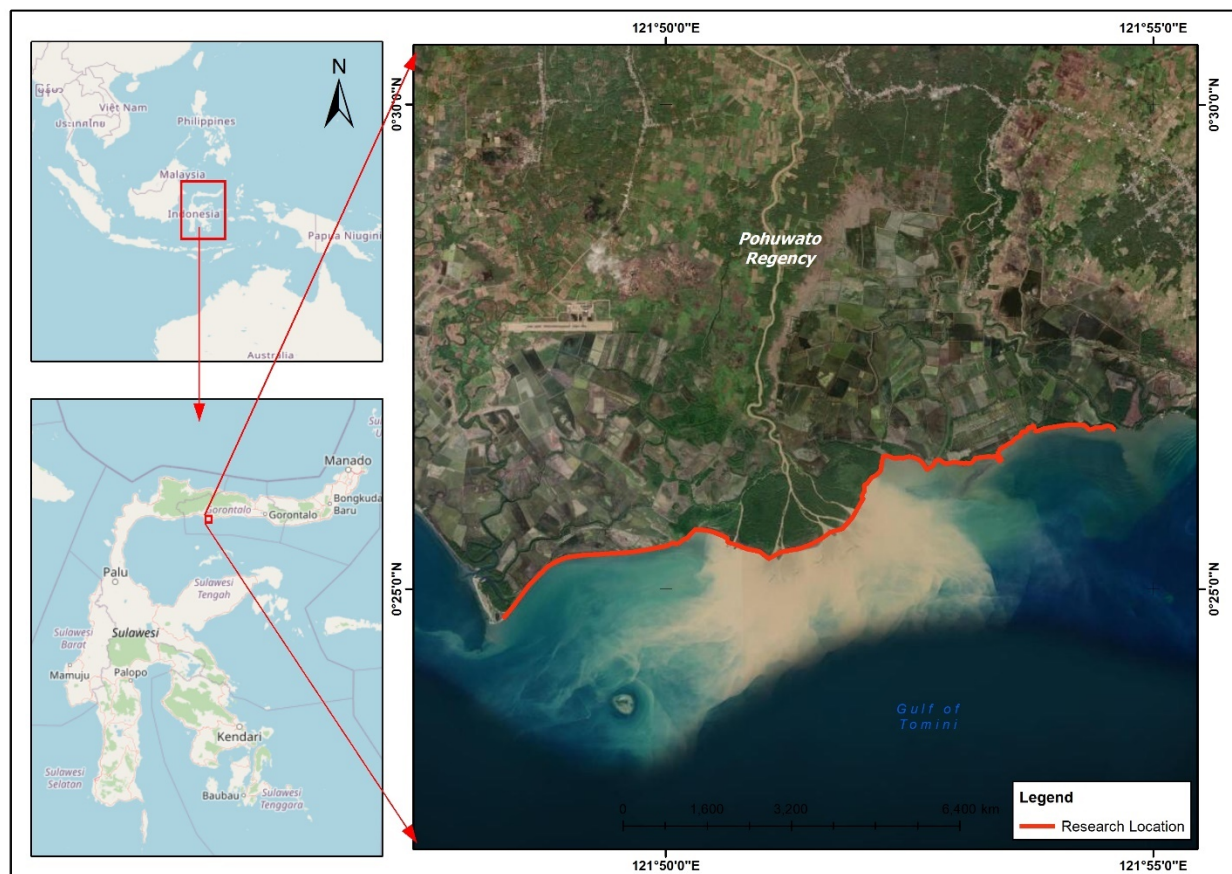 N
Việt Nam
ประเทศไทย
Philippines
Malaysia
Indonesia
Papua Niugini
Australia
Manado
Bongkuda
Baru
Gorontalo
Gorontalo
Palu
Sulawesi
Tengah
Sulawesi
Barat
Sulawesi
Mamuju
Palopo
Kendari
Sulawesi
Selatan
Baubau
Sulawesi
Tenggara
121°50'0"E
121°55'0"E
0°30'0"N
0°30'0"N
Pohuwato
Regency
0°25'0"N
0°25'0"N
Gulf of
Tomini
0 1,600 3,200 6,400 km
Legend
Research Location
121°50'0"E
121°55'0"E